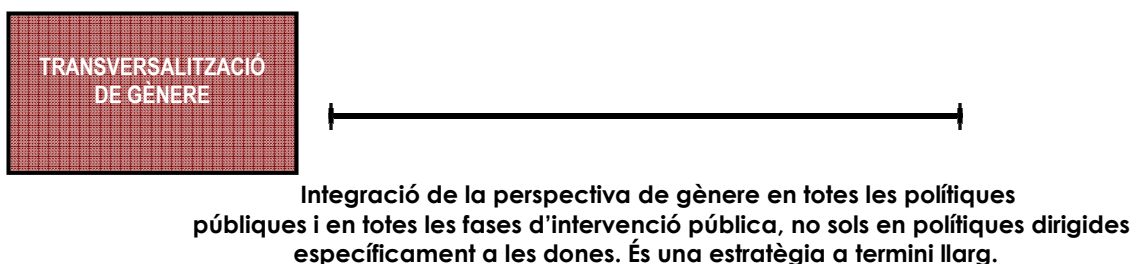 TRANSVERSALITZACIÓ
DE GÈNERE
Integració de la perspectiva de gènere en totes les polítiques
públiques i en totes les fases d’intervenció pública, no sols en polítiques dirigides
específicament a les dones. És una estratègia a termini llarg.